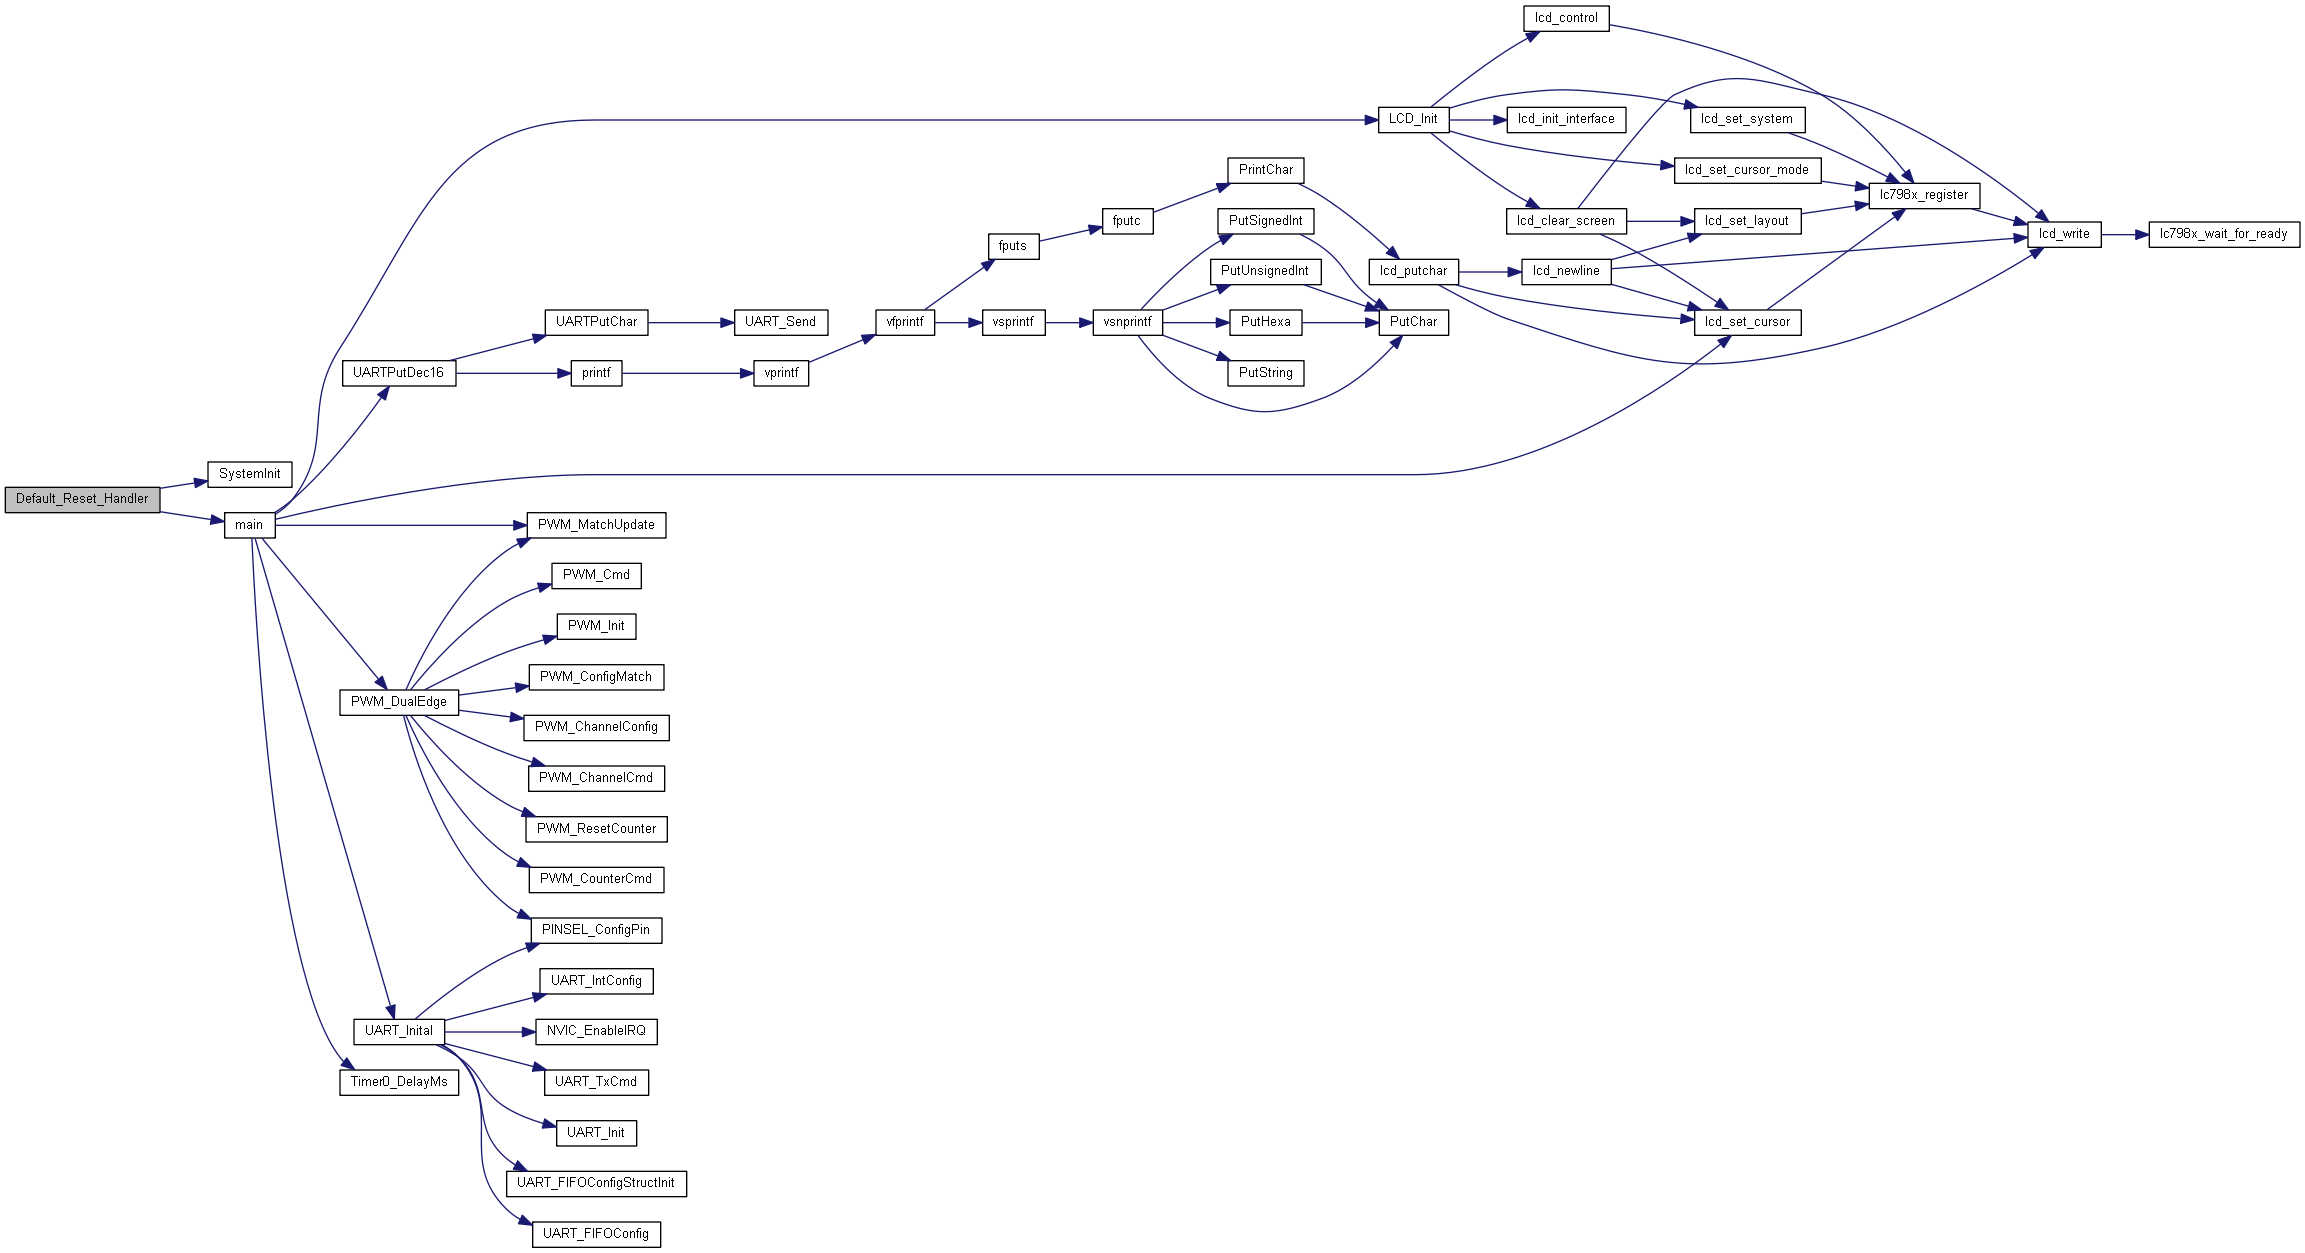 Default_Reset_Handler
SystemInit
main
LCD_Init
lcd_control
lcd_set_system
lcd_init_interface
lcd_set_cursor_mode
lcd_clear_screen
lcd_set_layout
lc798x_register
lcd_write
lc798x_wait_for_ready
PrintChar
fputc
fputs
PutSignedInt
PutUnsignedInt
lcd_putchar
lcd_newline
lcd_set_cursor
UARTPutChar
UART_Send
vfprintf
vsprintf
vsnprintf
PutHexa
PutChar
UARTPutDec16
printf
vprintf
PutString
PWM_MatchUpdate
PWM_Cmd
PWM_Init
PWM_ConfigMatch
PWM_DualEdge
PWM_ChannelConfig
PWM_ChannelCmd
PWM_ResetCounter
PWM_CounterCmd
PINSEL_ConfigPin
UART_IntConfig
UART_Inital
NVIC_EnableIRQ
Timer0_DelayMs
UART_TxCmd
UART_Init
UART_FIFOConfigStructInit
UART_FIFOConfig